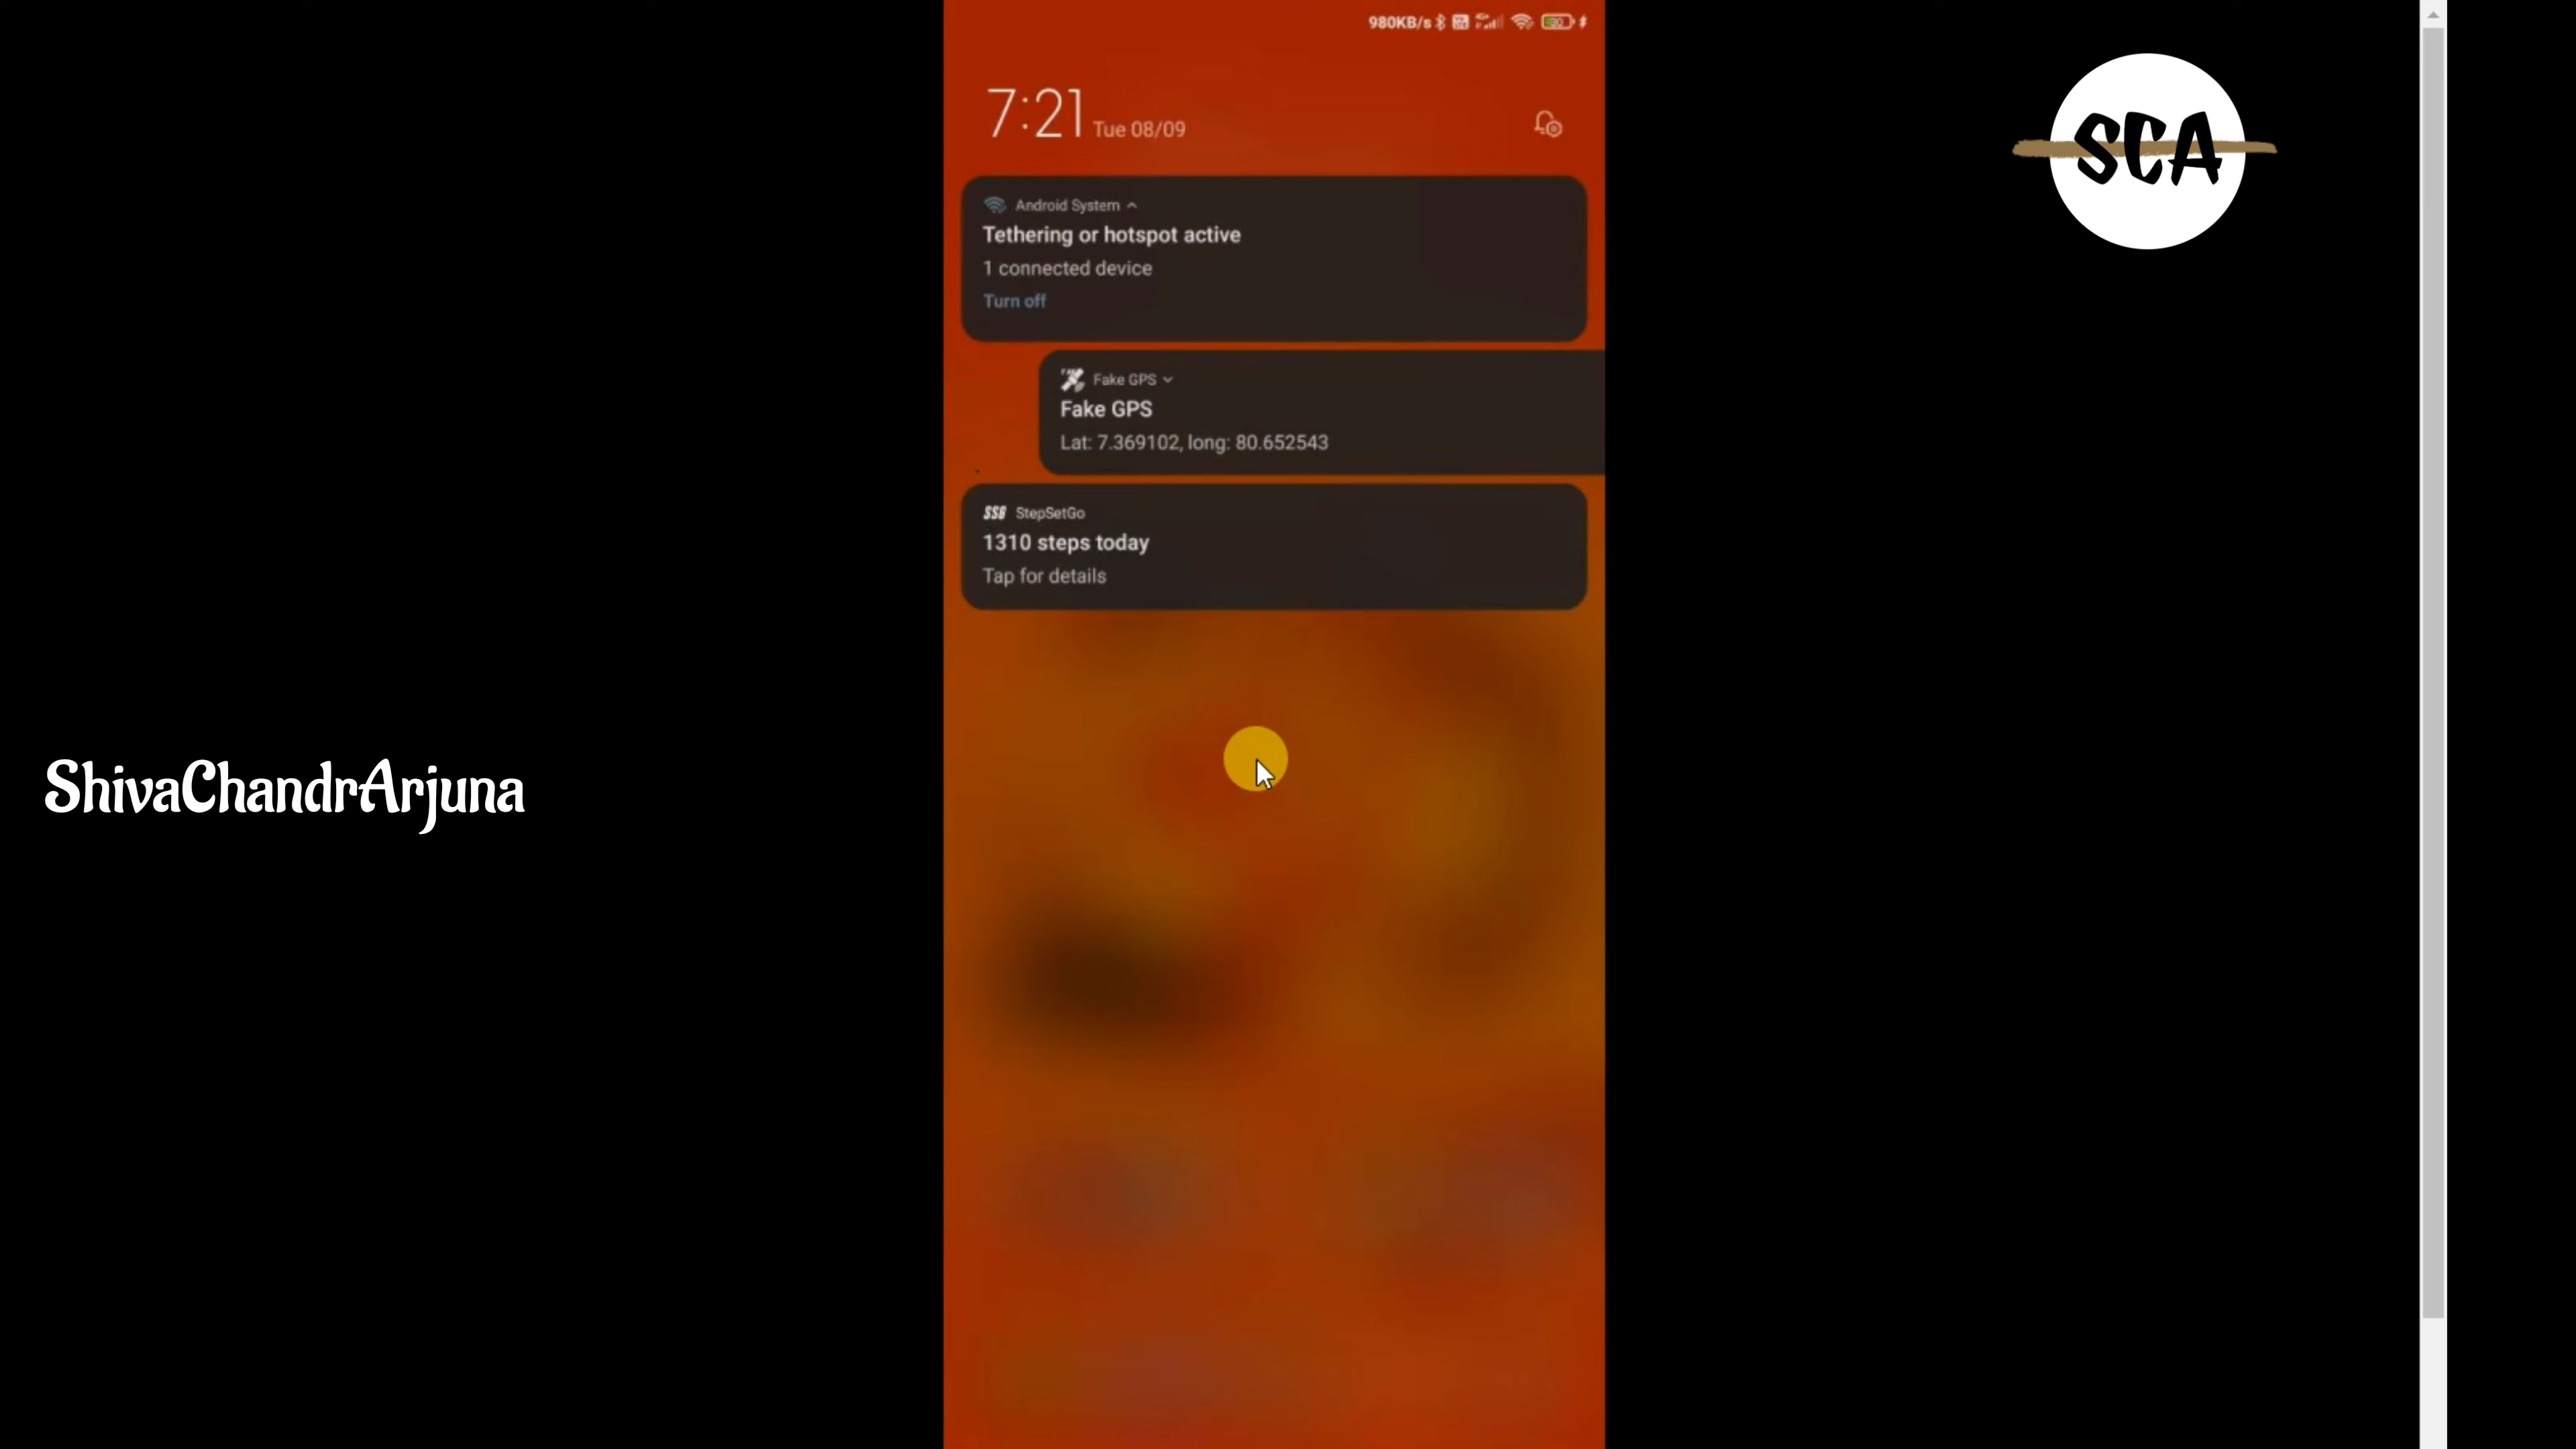 980KB/s
7:21 Tue 08/09
SCA
Android System
Tethering or hotspot active
1 connected device
Turn off
Fake GPS
Fake GPS
Lat: 7.369102, long: 80.652543
SSG StepSetGo
1310 steps today
Tap for details
ShivaChandrArjuna